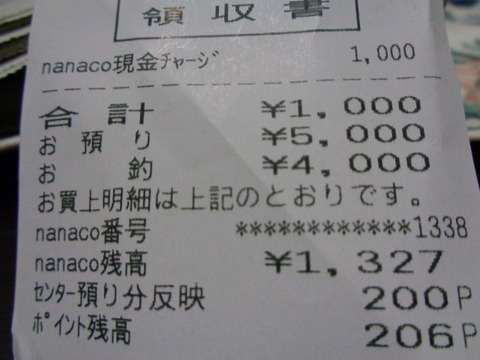 領収書
nanaco現金ﾁｬｰｼﾞ 1,000
合計 ¥1,000
お預り ¥5,000
お釣 ¥4,000
お買上明細は上記のとおりです。
nanaco番号 ************1338
nanaco残高 ¥1,327
ｾﾝﾀｰ預り分反映 200P
ﾎﾟｲﾝﾄ残高 206P